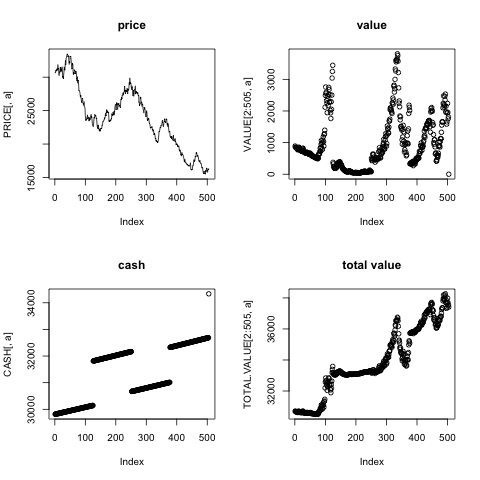 price
PRICE[, a]
15000
25000
0
100
200
300
400
500
Index
value
VALUE[2:505, a]
0
1000
2000
3000
0
100
200
300
400
500
Index
cash
CASH[, a]
30000
32000
34000
0
100
200
300
400
500
Index
total value
TOTAL.VALUE[2:505, a]
32000
36000
0
100
200
300
400
500
Index